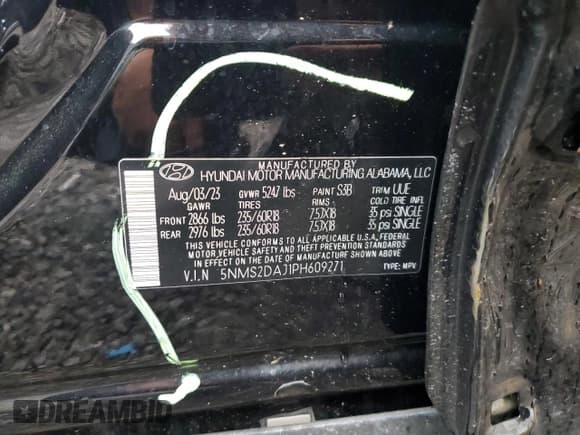 MANUFACTURED BY
HYUNDAI MOTOR MANUFACTURING ALABAMA, LLC
Aug/03/23 GVWR 5247 lbs PAINT S3B TRIM UUE
GAWR TIRES RIMS COLD TIRE INFL
FRONT 2866 lbs 235/60R18 7.5JX18 35 psi SINGLE
REAR 2976 lbs 235/60R18 7.5JX18 35 psi SINGLE
THIS VEHICLE CONFORMS TO ALL APPLICABLE U.S.A. FEDERAL
MOTOR VEHICLE SAFETY AND THEFT PREVENTION STANDARDS
IN EFFECT ON THE DATE OF MANUFACTURE SHOWN ABOVE
V.I.N 5NMS2DAJ1PH609271 TYPE: MPV
DREAMBID